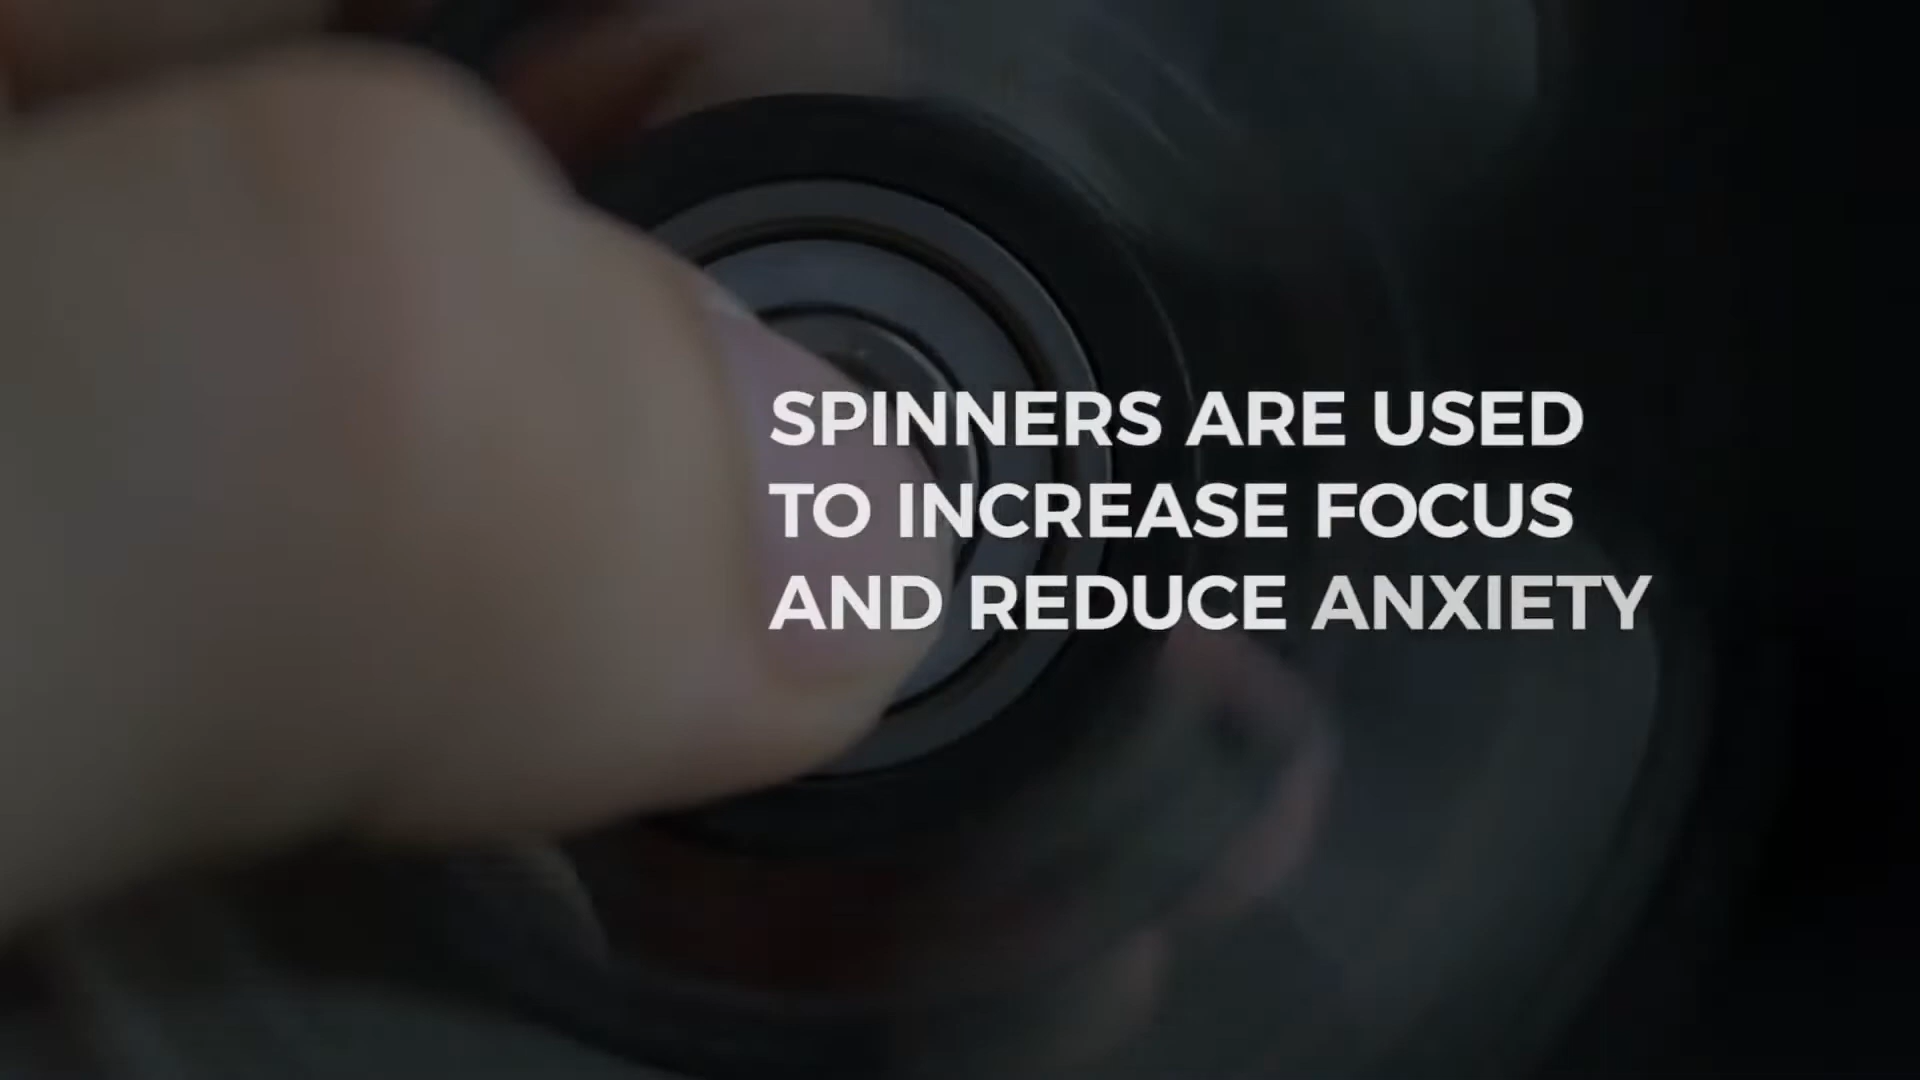 SPINNERS ARE USED
TO INCREASE FOCUS
AND REDUCE ANXIETY